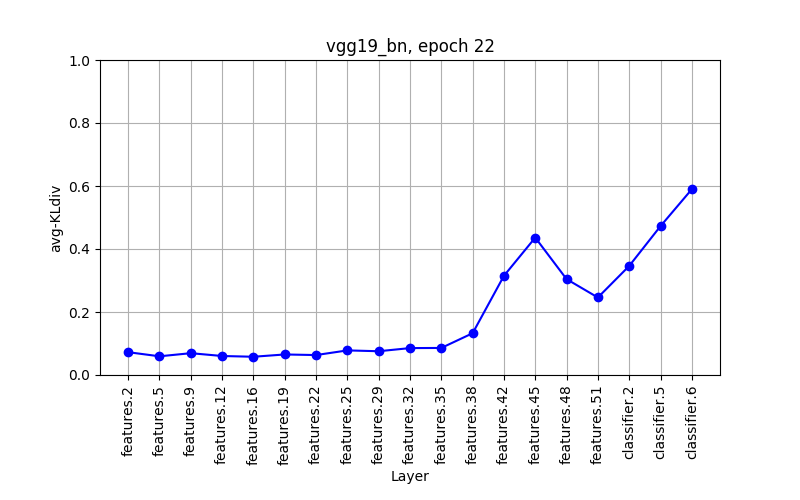 vgg19_bn, epoch 22
avg-KLdiv
1.0
0.8
0.6
0.4
0.2
0.0
features.2
features.5
features.9
features.12
features.16
features.19
features.22
features.25
features.29
features.32
features.35
features.38
features.42
features.45
features.48
features.51
classifier.2
classifier.5
classifier.6
Layer